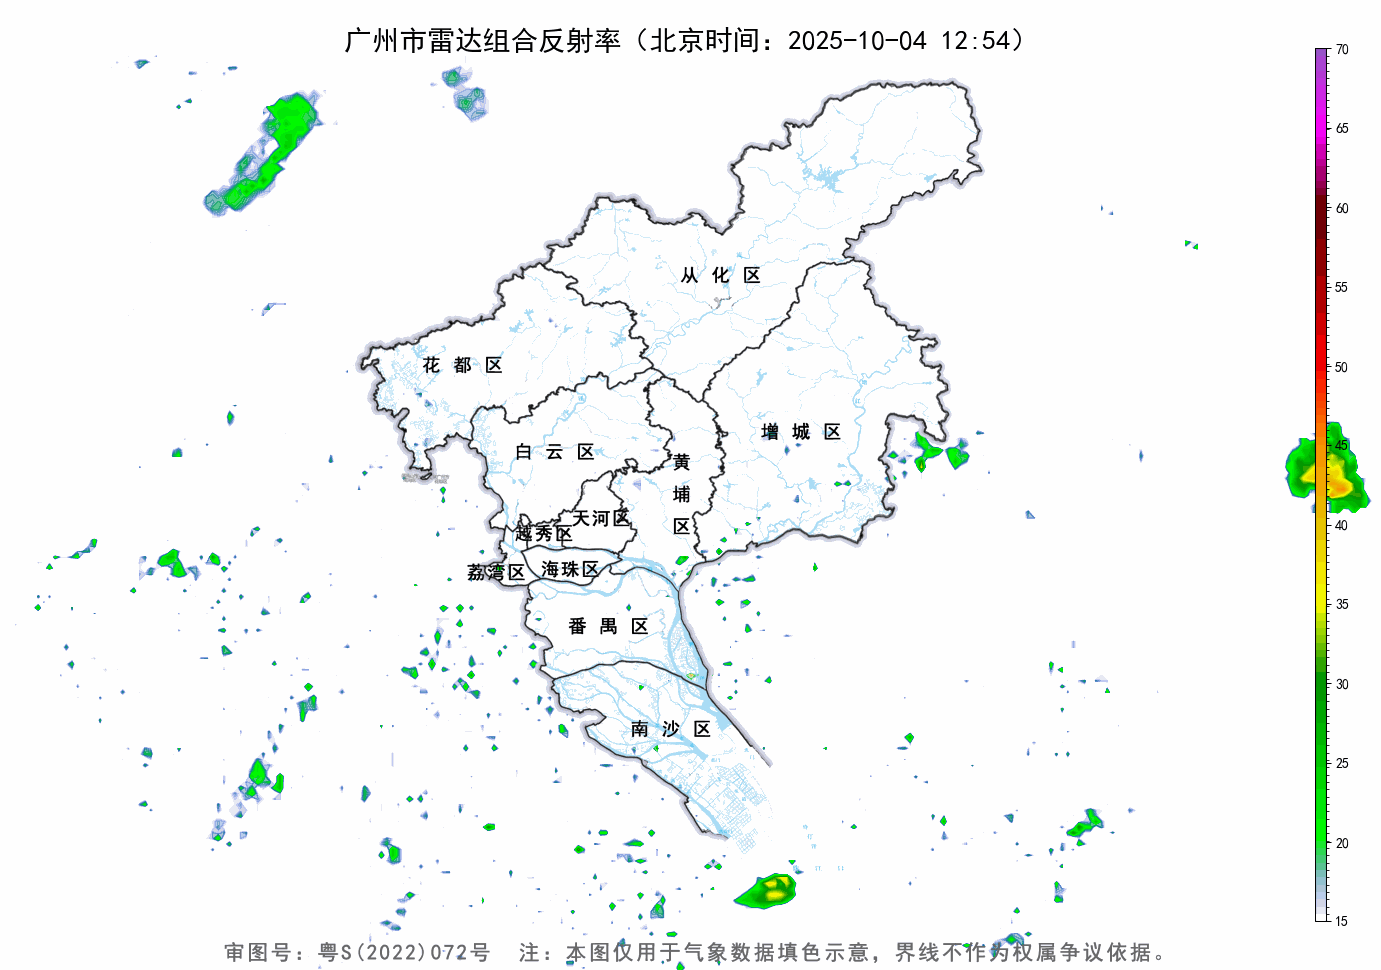 广州市雷达组合反射率（北京时间：2025-10-04 12:54）
70
65
60
55
50
45
40
35
30
25
20
15
从化区
花都区
增城区
白云区
黄埔区
天河区
越秀区
荔湾区
海珠区
番禺区
南沙区
审图号：粤S(2022)072号 注：本图仅用于气象数据填色示意，界线不作为权属争议依据。